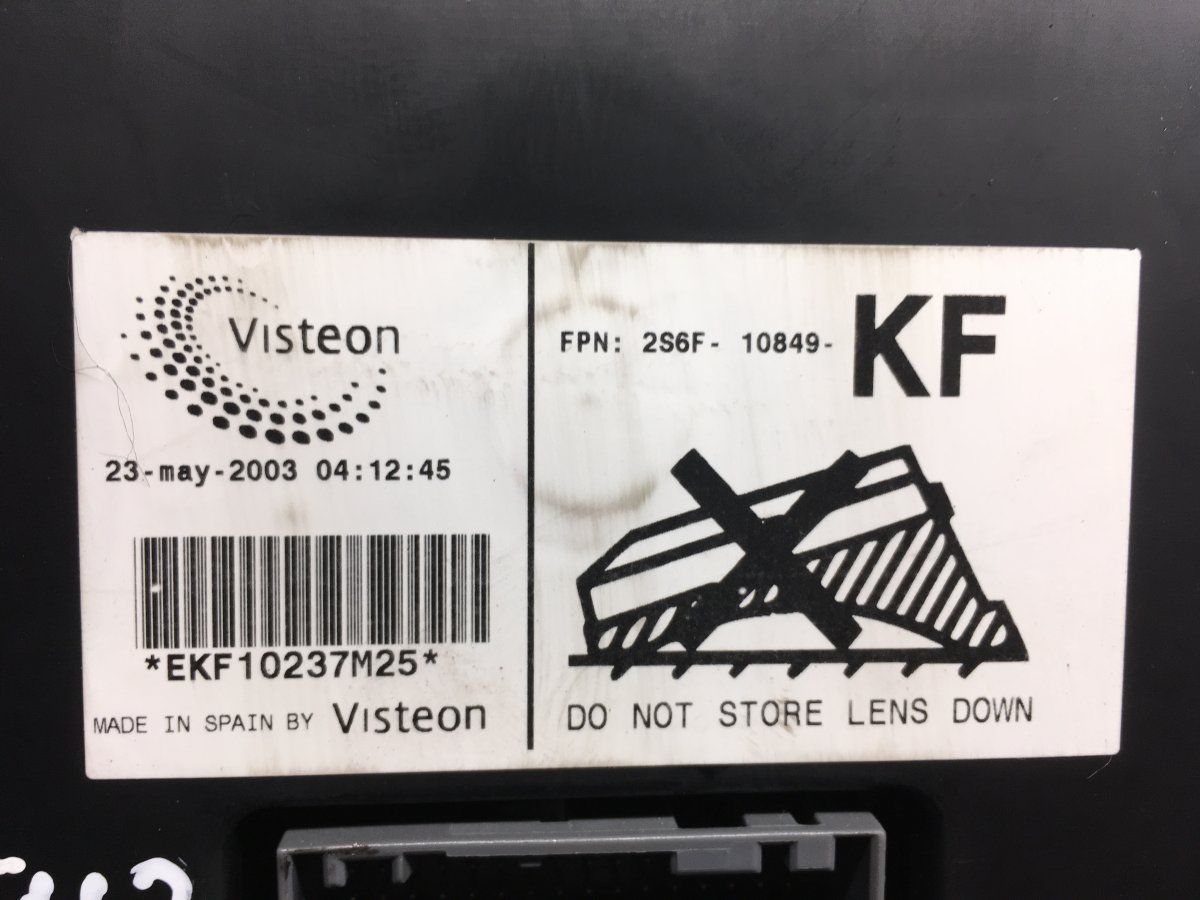 Visteon
23-may-2003 04:12:45
*EKF10237M25*
MADE IN SPAIN BY Visteon
FPN: 2S6F- 10849- KF
DO NOT STORE LENS DOWN